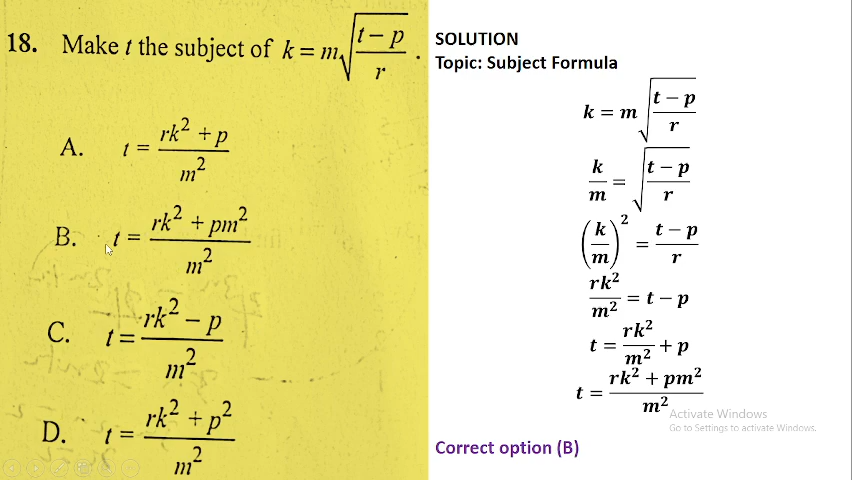 18. Make t the subject of k = m√((t − p)/r) .
A. t = (rk² + p)/m²
B. t = (rk² + pm²)/m²
C. t = (rk² − p)/m²
D. t = (rk² + p²)/m²
SOLUTION
Topic: Subject Formula
k = m√((t − p)/r)
k/m = √((t − p)/r)
(k/m)² = (t − p)/r
rk²/m² = t − p
t = rk²/m² + p
t = (rk² + pm²)/m²
Correct option (B)
Activate Windows
Go to Settings to activate Windows.